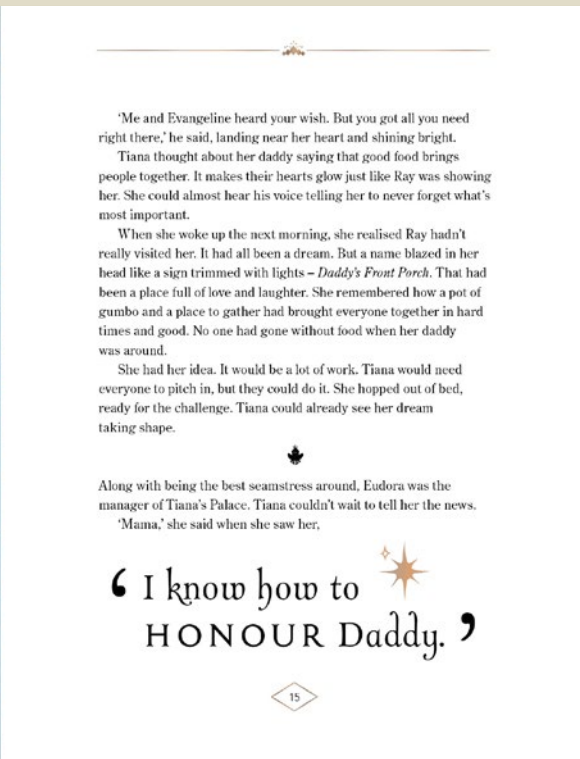 ‘Me and Evangeline heard your wish. But you got all you need
right there,’ he said, landing near her heart and shining bright.
Tiana thought about her daddy saying that good food brings
people together. It makes their hearts glow just like Ray was showing
her. She could almost hear his voice telling her to never forget what’s
most important.
When she woke up the next morning, she realised Ray hadn’t
really visited her. It had all been a dream. But a name blazed in her
head like a sign trimmed with lights – Daddy’s Front Porch. That had
been a place full of love and laughter. She remembered how a pot of
gumbo and a place to gather had brought everyone together in hard
times and good. No one had gone without food when her daddy
was around.
She had her idea. It would be a lot of work. Tiana would need
everyone to pitch in, but they could do it. She hopped out of bed,
ready for the challenge. Tiana could already see her dream
taking shape.
Along with being the best seamstress around, Eudora was the
manager of Tiana’s Palace. Tiana couldn’t wait to tell her the news.
‘Mama,’ she said when she saw her,
‘I know how to
HONOUR Daddy.’
15